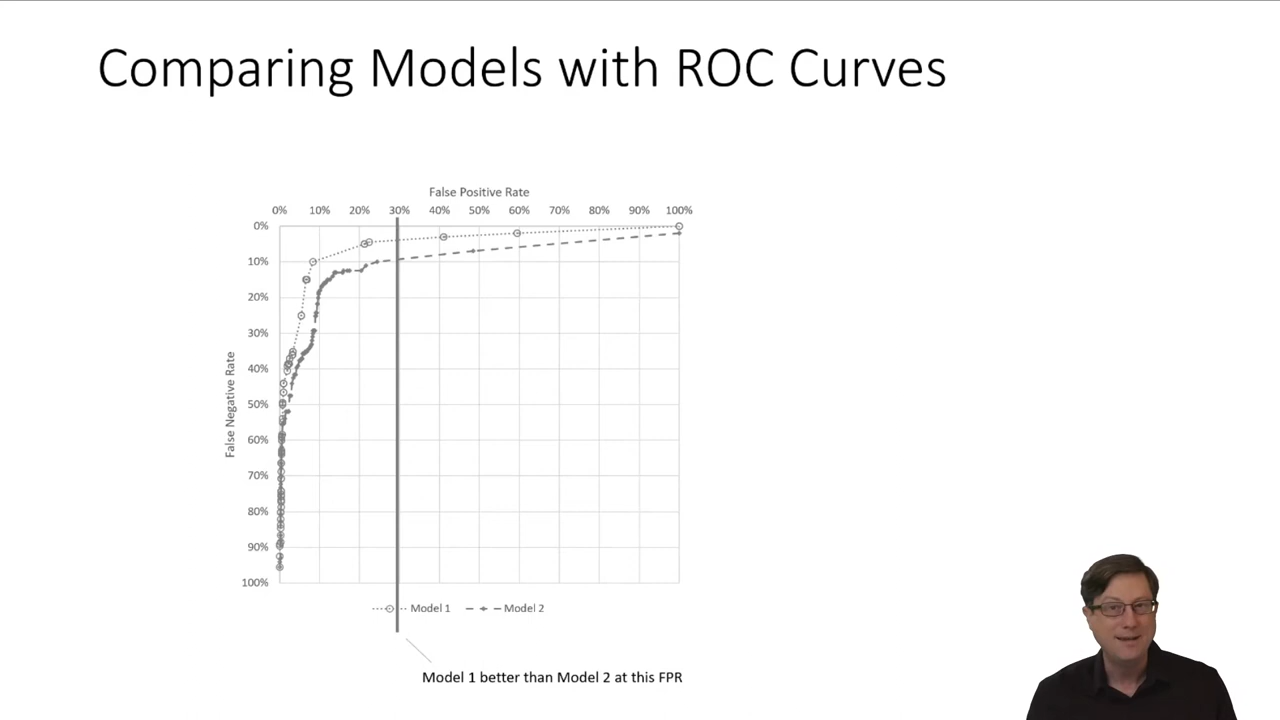 Comparing Models with ROC Curves
False Positive Rate
0% 10% 20% 30% 40% 50% 60% 70% 80% 90% 100%
0%
10%
20%
30%
40%
50%
60%
70%
80%
90%
100%
False Negative Rate
Model 1 Model 2
Model 1 better than Model 2 at this FPR